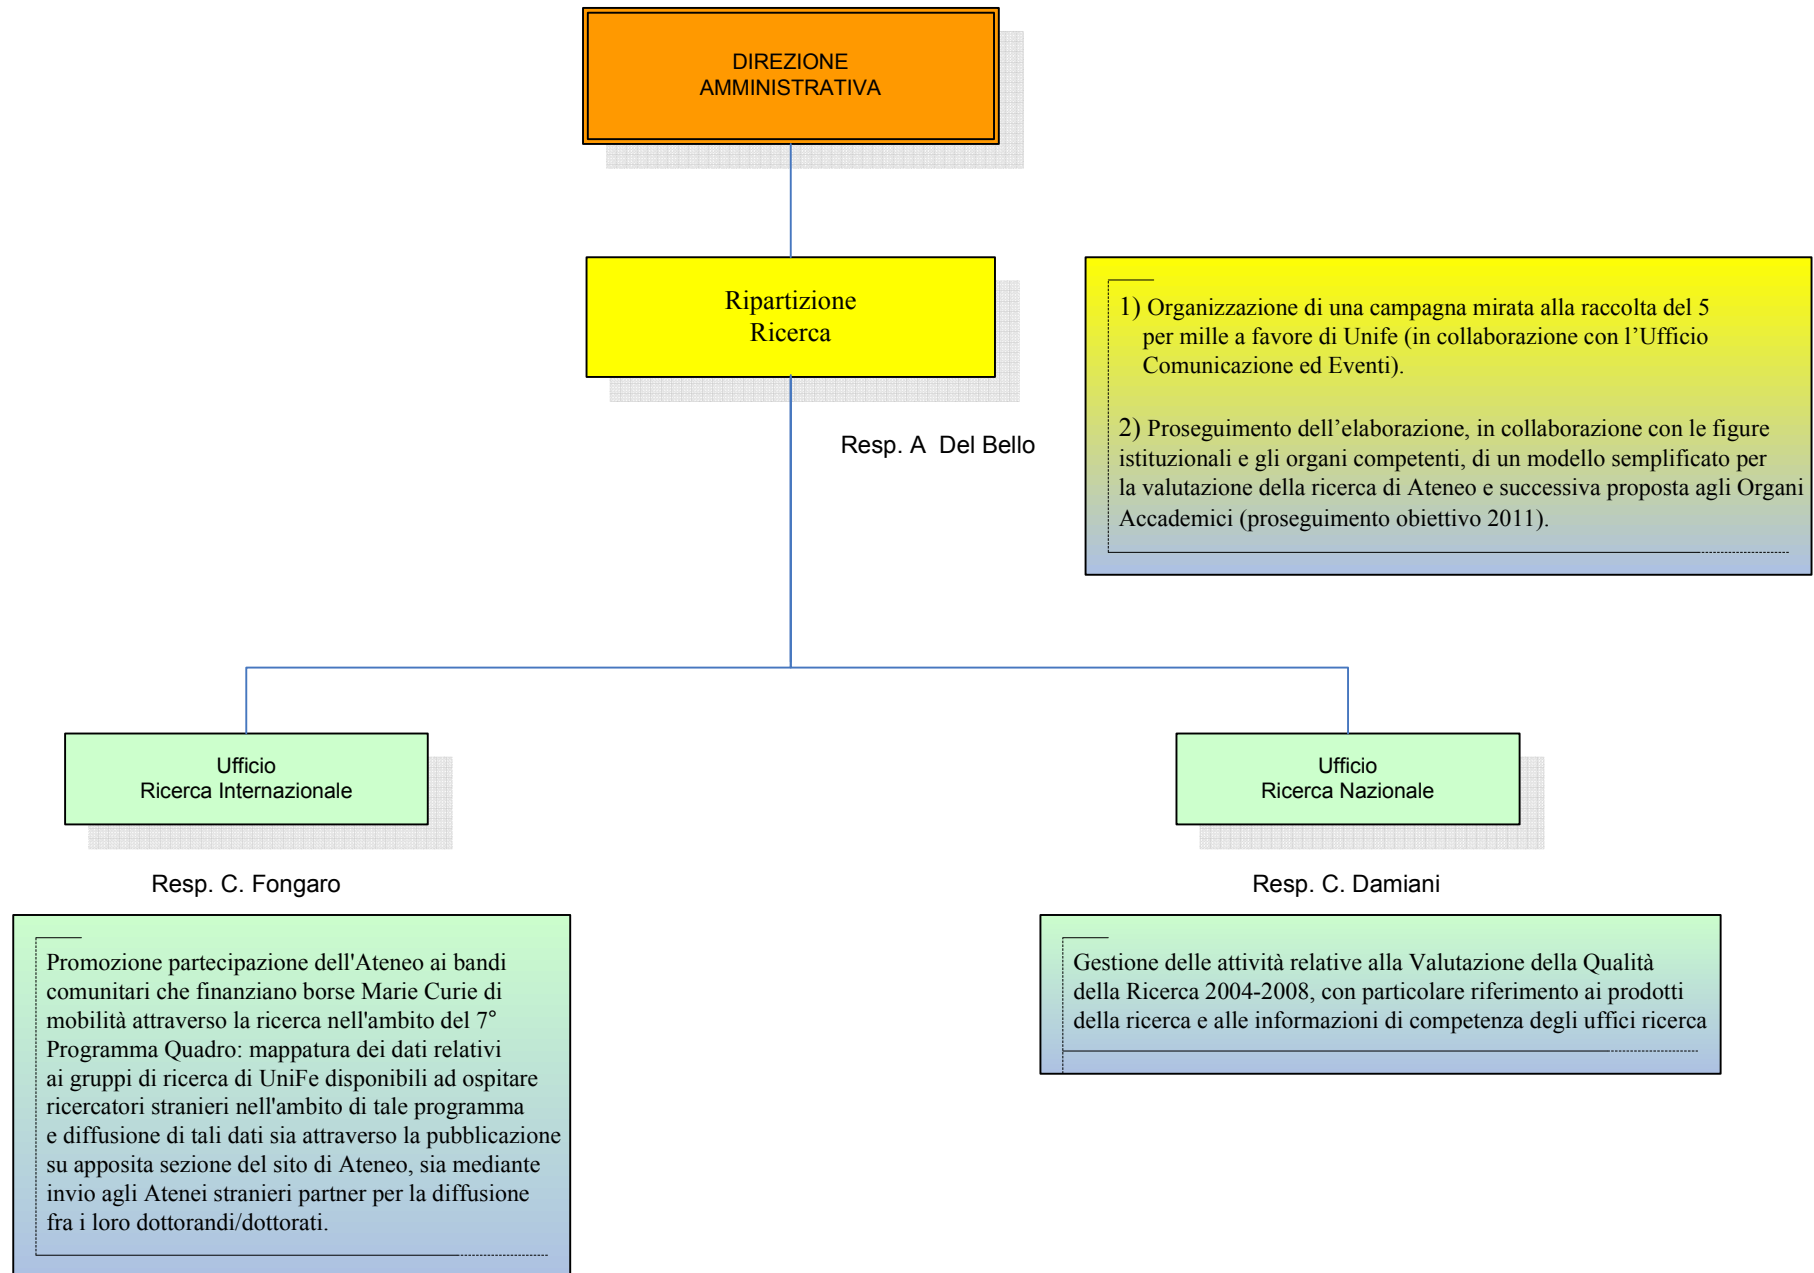 DIREZIONE
AMMINISTRATIVA
Ripartizione
Ricerca
Resp. A  Del Bello
1) Organizzazione di una campagna mirata alla raccolta del 5
per mille a favore di Unife (in collaborazione con l’Ufficio
Comunicazione ed Eventi).
2) Proseguimento dell’elaborazione, in collaborazione con le figure
istituzionali e gli organi competenti, di un modello semplificato per
la valutazione della ricerca di Ateneo e successiva proposta agli Organi
Accademici (proseguimento obiettivo 2011).
Ufficio
Ricerca Internazionale
Resp. C. Fongaro
Promozione partecipazione dell'Ateneo ai bandi
comunitari che finanziano borse Marie Curie di
mobilità attraverso la ricerca nell'ambito del 7°
Programma Quadro: mappatura dei dati relativi
ai gruppi di ricerca di UniFe disponibili ad ospitare
ricercatori stranieri nell'ambito di tale programma
e diffusione di tali dati sia attraverso la pubblicazione
su apposita sezione del sito di Ateneo, sia mediante
invio agli Atenei stranieri partner per la diffusione
fra i loro dottorandi/dottorati.
Ufficio
Ricerca Nazionale
Resp. C. Damiani
Gestione delle attività relative alla Valutazione della Qualità
della Ricerca 2004-2008, con particolare riferimento ai prodotti
della ricerca e alle informazioni di competenza degli uffici ricerca